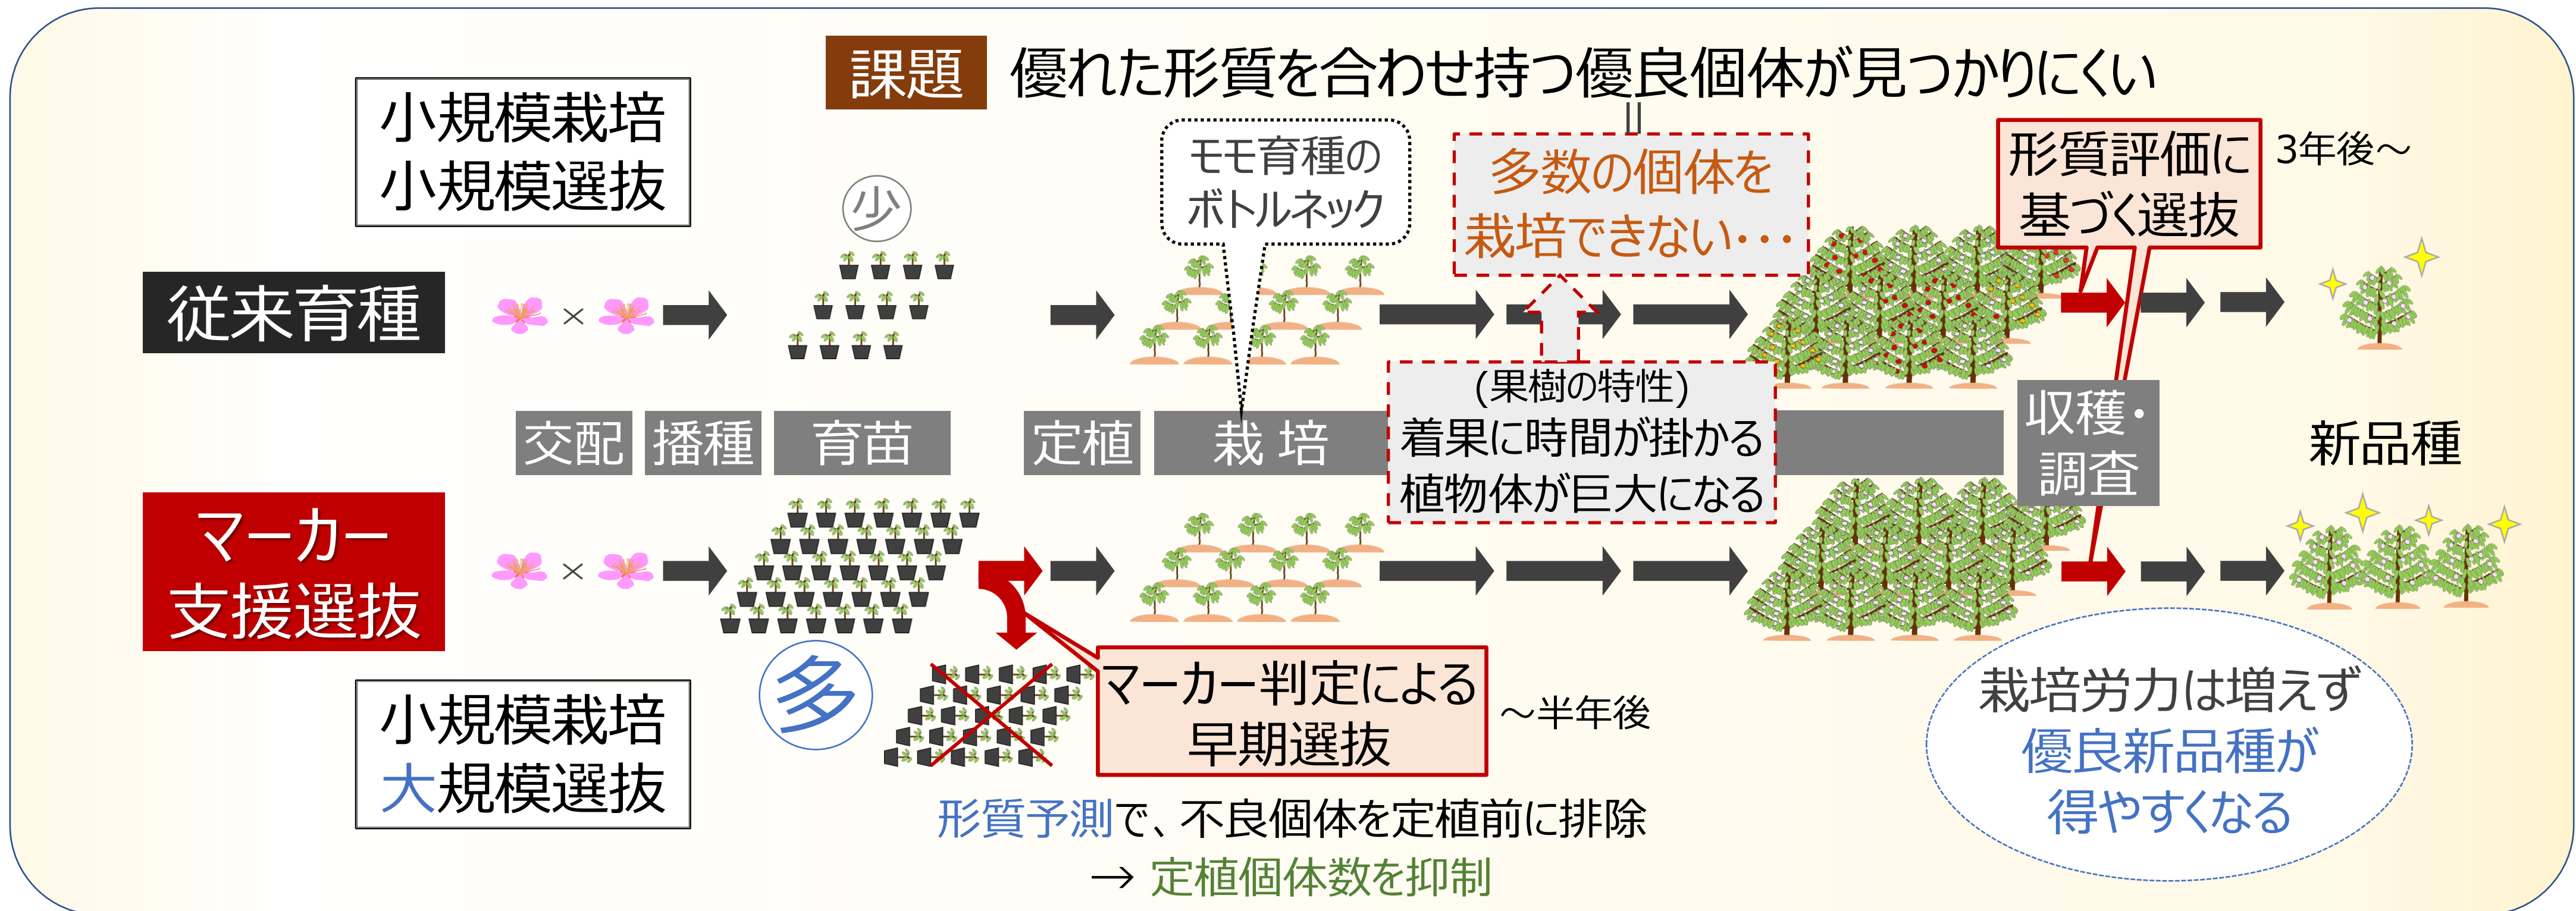 課題 優れた形質を合わせ持つ優良個体が見つかりにくい
小規模栽培
小規模選抜
少
モモ育種の
ボトルネック
多数の個体を
栽培できない・・・
形質評価に
基づく選抜
3年後～
従来育種
×
(果樹の特性)
着果に時間が掛かる
植物体が巨大になる
交配 播種 育苗 定植 栽 培
収穫・
調査
新品種
マーカー
支援選抜
×
多
小規模栽培
大規模選抜
マーカー判定による
早期選抜
～半年後
形質予測で、不良個体を定植前に排除
→ 定植個体数を抑制
栽培労力は増えず
優良新品種が
得やすくなる